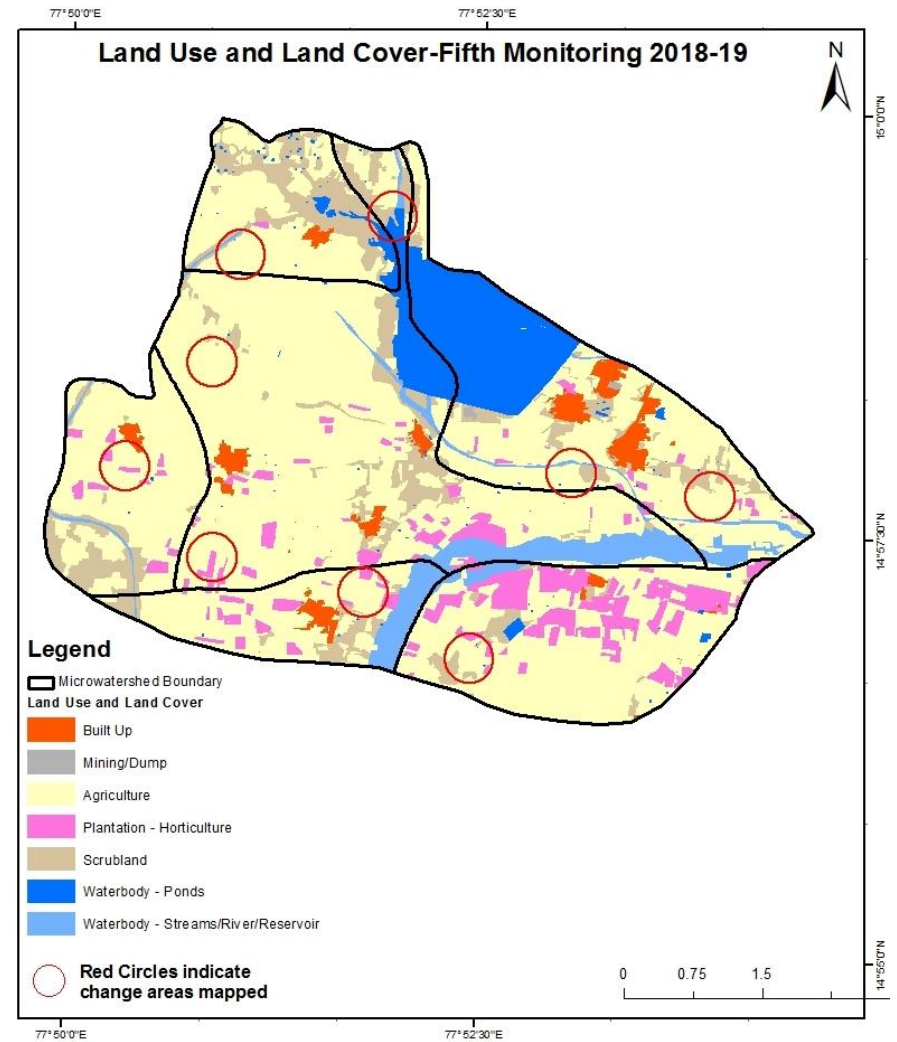 77°50'0"E 77°52'30"E
Land Use and Land Cover-Fifth Monitoring 2018-19
N
15°0'0"N
14°57'30"N
Legend
Microwatershed Boundary
Land Use and Land Cover
Built Up
Mining/Dump
Agriculture
Plantation - Horticulture
Scrubland
Waterbody - Ponds
Waterbody - Streams/River/Reservoir
Red Circles indicate
change areas mapped
0 0.75 1.5
14°55'0"N
77°50'0"E 77°52'30"E